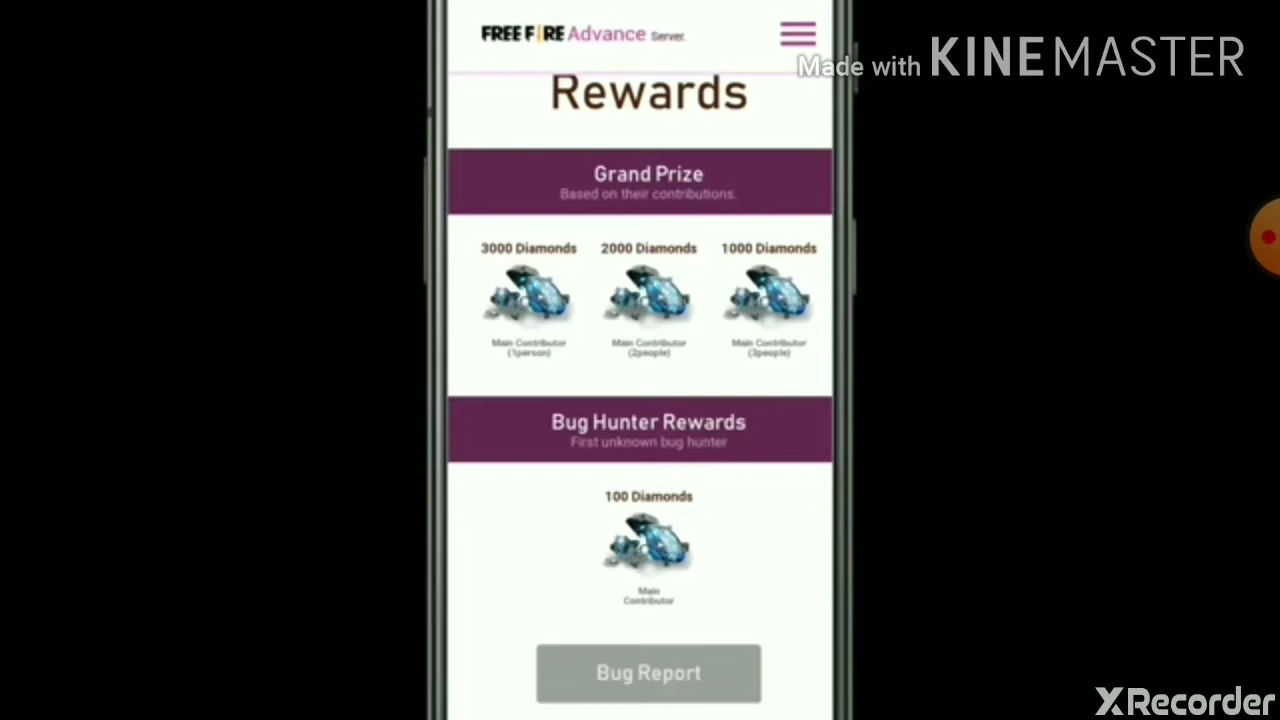 FREE FIRE Advance Server
Made with KINEMASTER
Rewards
Grand Prize
Based on their contributions.
3000 Diamonds 2000 Diamonds 1000 Diamonds
Main Contributor Main Contributor Main Contributor
(1person) (2people) (3people)
Bug Hunter Rewards
First unknown bug hunter
100 Diamonds
Main
Contributor
Bug Report
XRecorder